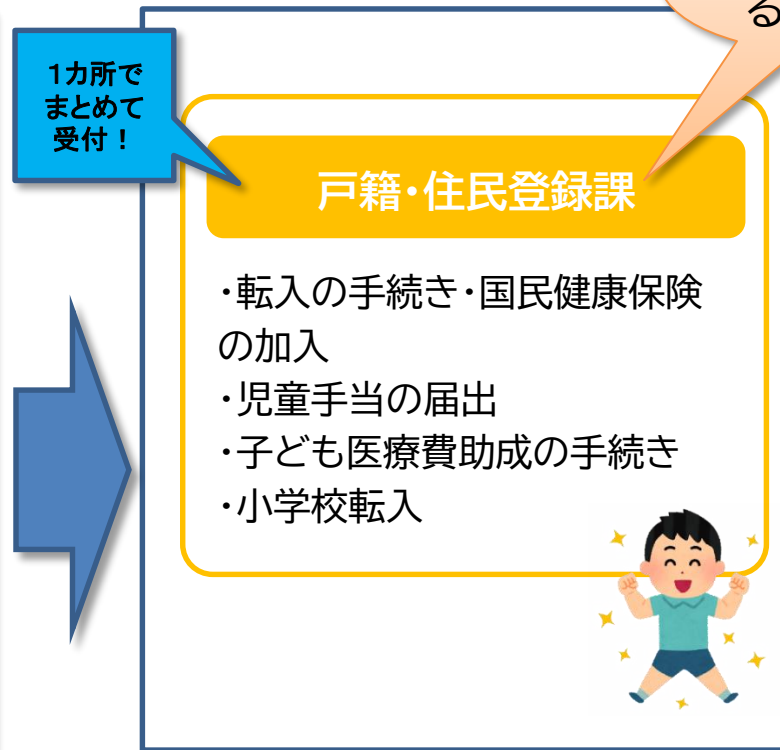 る
1カ所で
まとめて
受付！
戸籍・住民登録課
・転入の手続き・国民健康保険
の加入
・児童手当の届出
・子ども医療費助成の手続き
・小学校転入